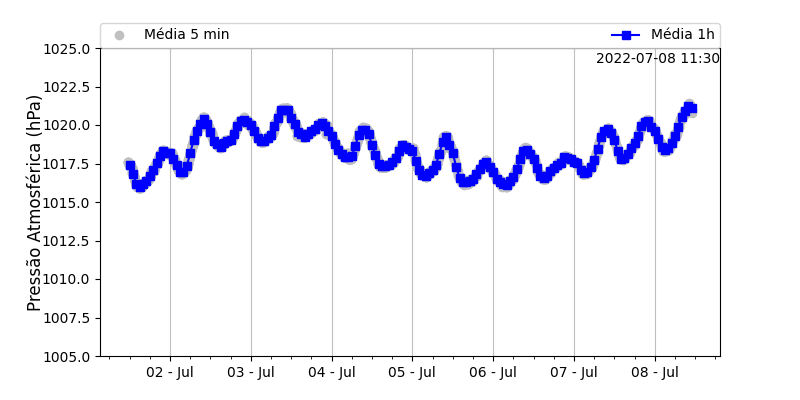 Média 5 min
Média 1h
2022-07-08 11:30
Pressão Atmosférica (hPa)
1025.0
1022.5
1020.0
1017.5
1015.0
1012.5
1010.0
1007.5
1005.0
02 - Jul
03 - Jul
04 - Jul
05 - Jul
06 - Jul
07 - Jul
08 - Jul